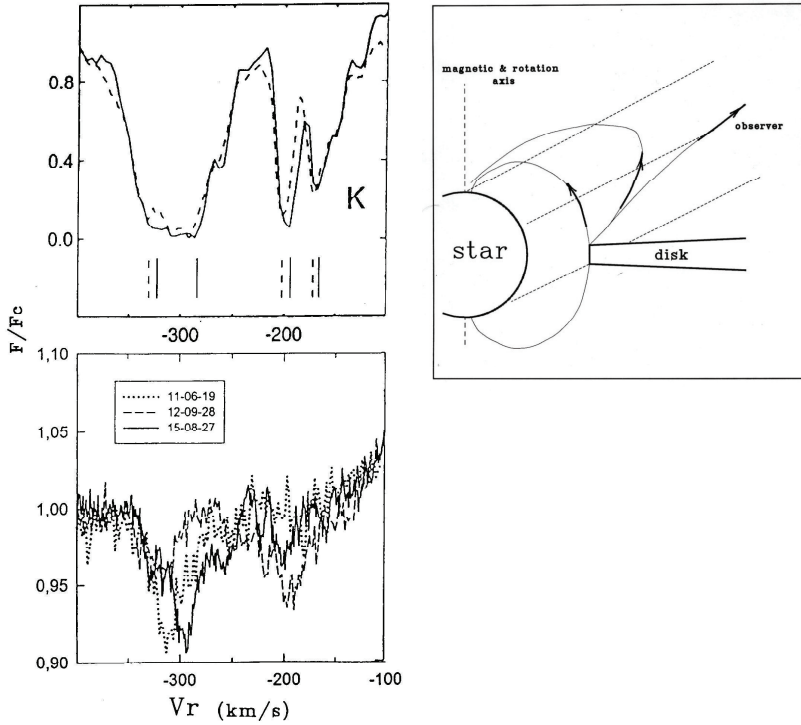 0.8
0.4
0.0
K
-300
-200
F/Fc
1,10
1,05
1,00
0,95
0,90
11-06-19
12-09-28
15-08-27
-300
-200
-100
Vr (km/s)
magnetic & rotation
axis
observer
star
disk